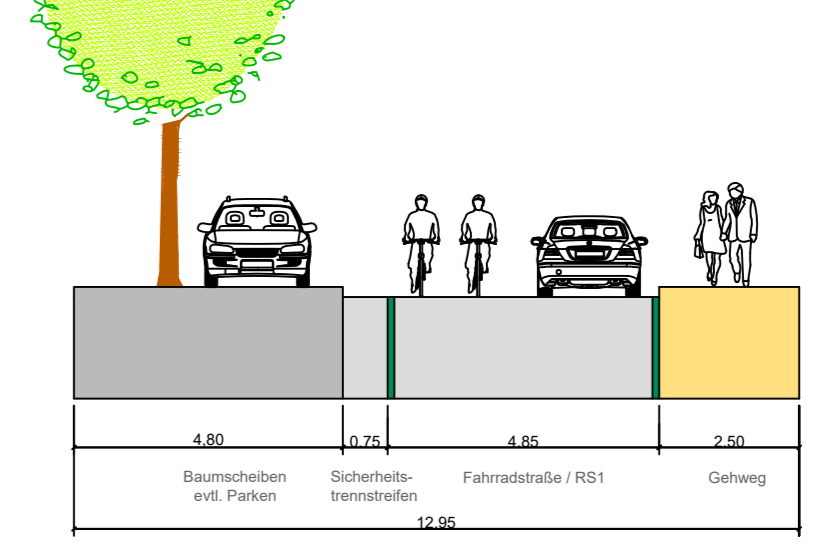 4.80 0.75 4.85 2.50
Baumscheiben Sicherheits- Fahrradstraße / RS1 Gehweg
evtl. Parken trennstreifen
12.95